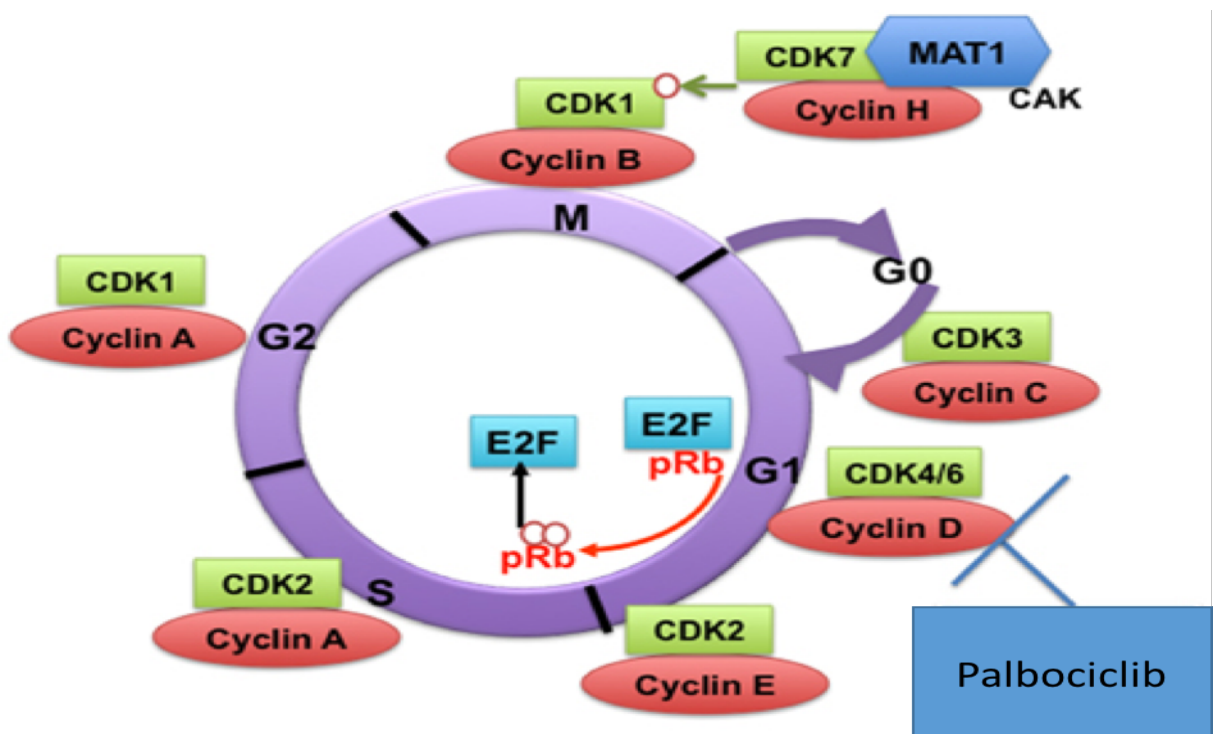 CDK7
MAT1
Cyclin H
CAK
CDK1
Cyclin B
M
G0
CDK1
Cyclin A
G2
CDK3
Cyclin C
E2F
pRb
E2F
pRb
G1
CDK4/6
Cyclin D
CDK2
Cyclin A
S
CDK2
Cyclin E
Palbociclib